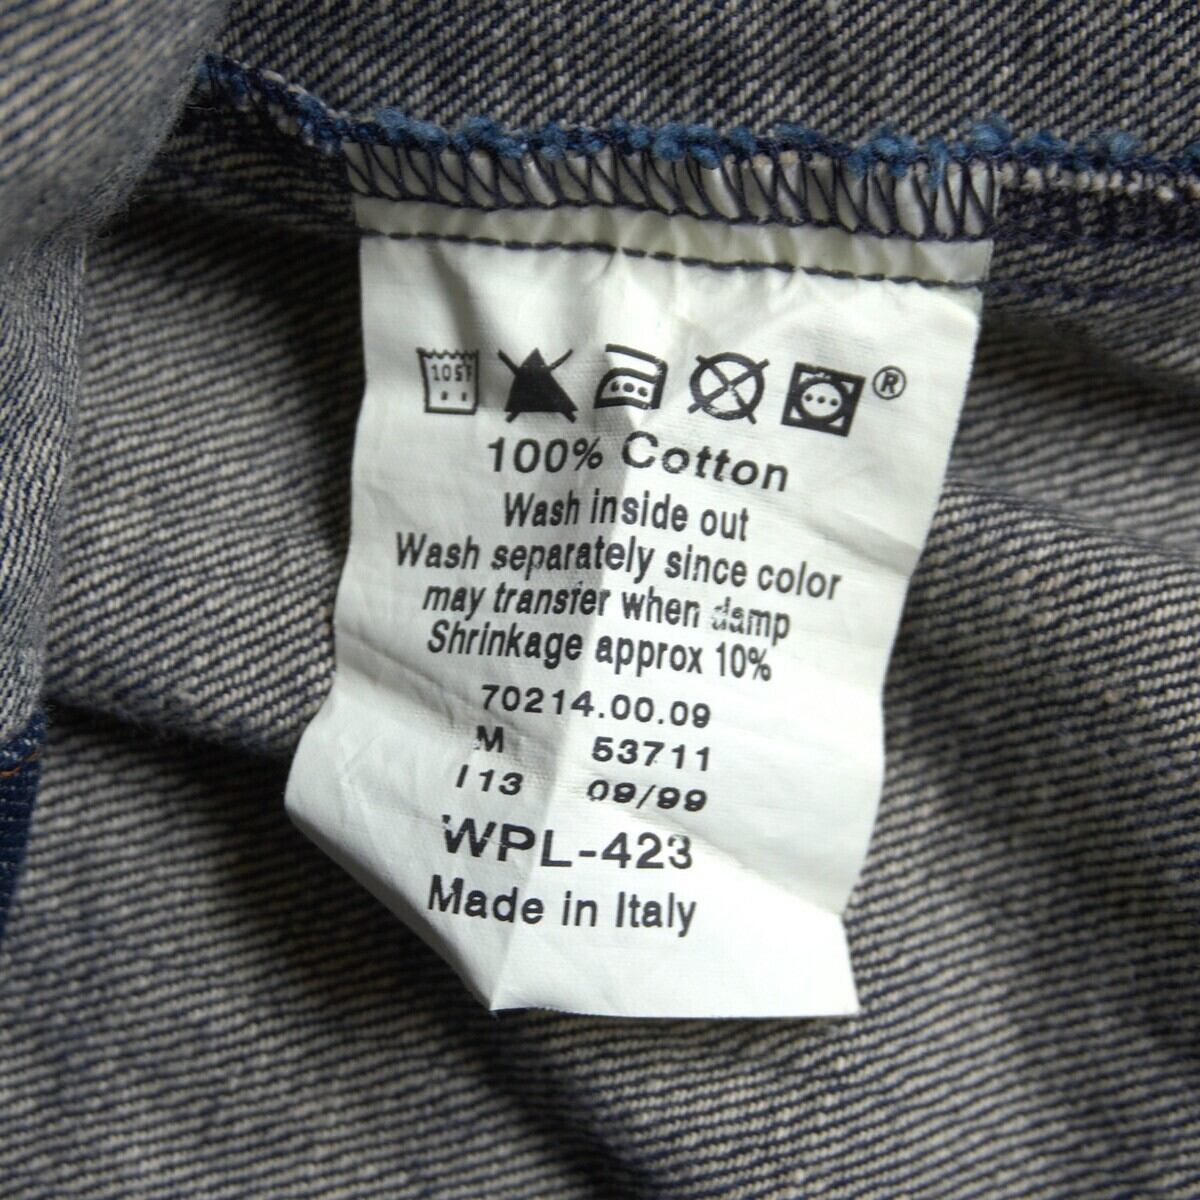 105F ®
100% Cotton
Wash inside out
Wash separately since color
may transfer when damp
Shrinkage approx 10%
70214.00.09
M 53711
I13 09/99
WPL-423
Made in Italy